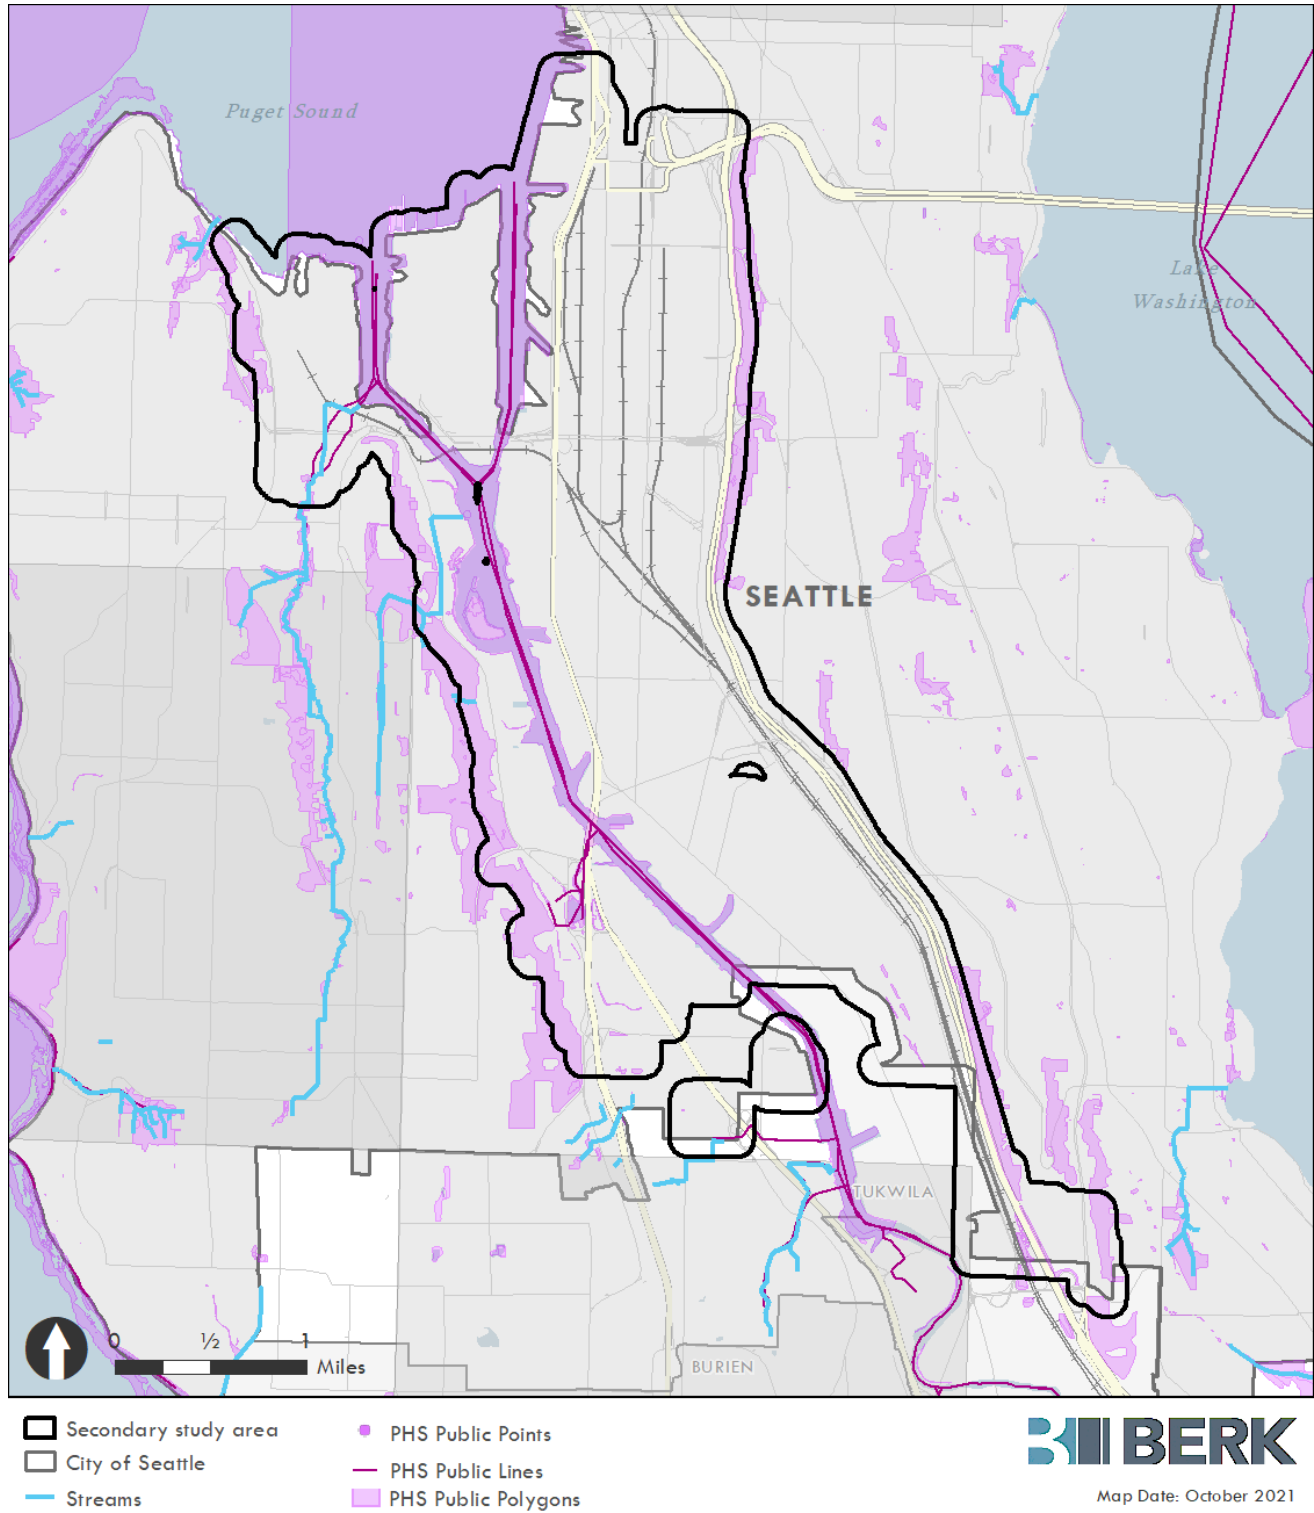 Puget Sound
Lake
Washington
SEATTLE
TUKWILA
BURIEN
0 ½ 1
Miles
Secondary study area
City of Seattle
Streams
PHS Public Points
PHS Public Lines
PHS Public Polygons
BERK
Map Date: October 2021